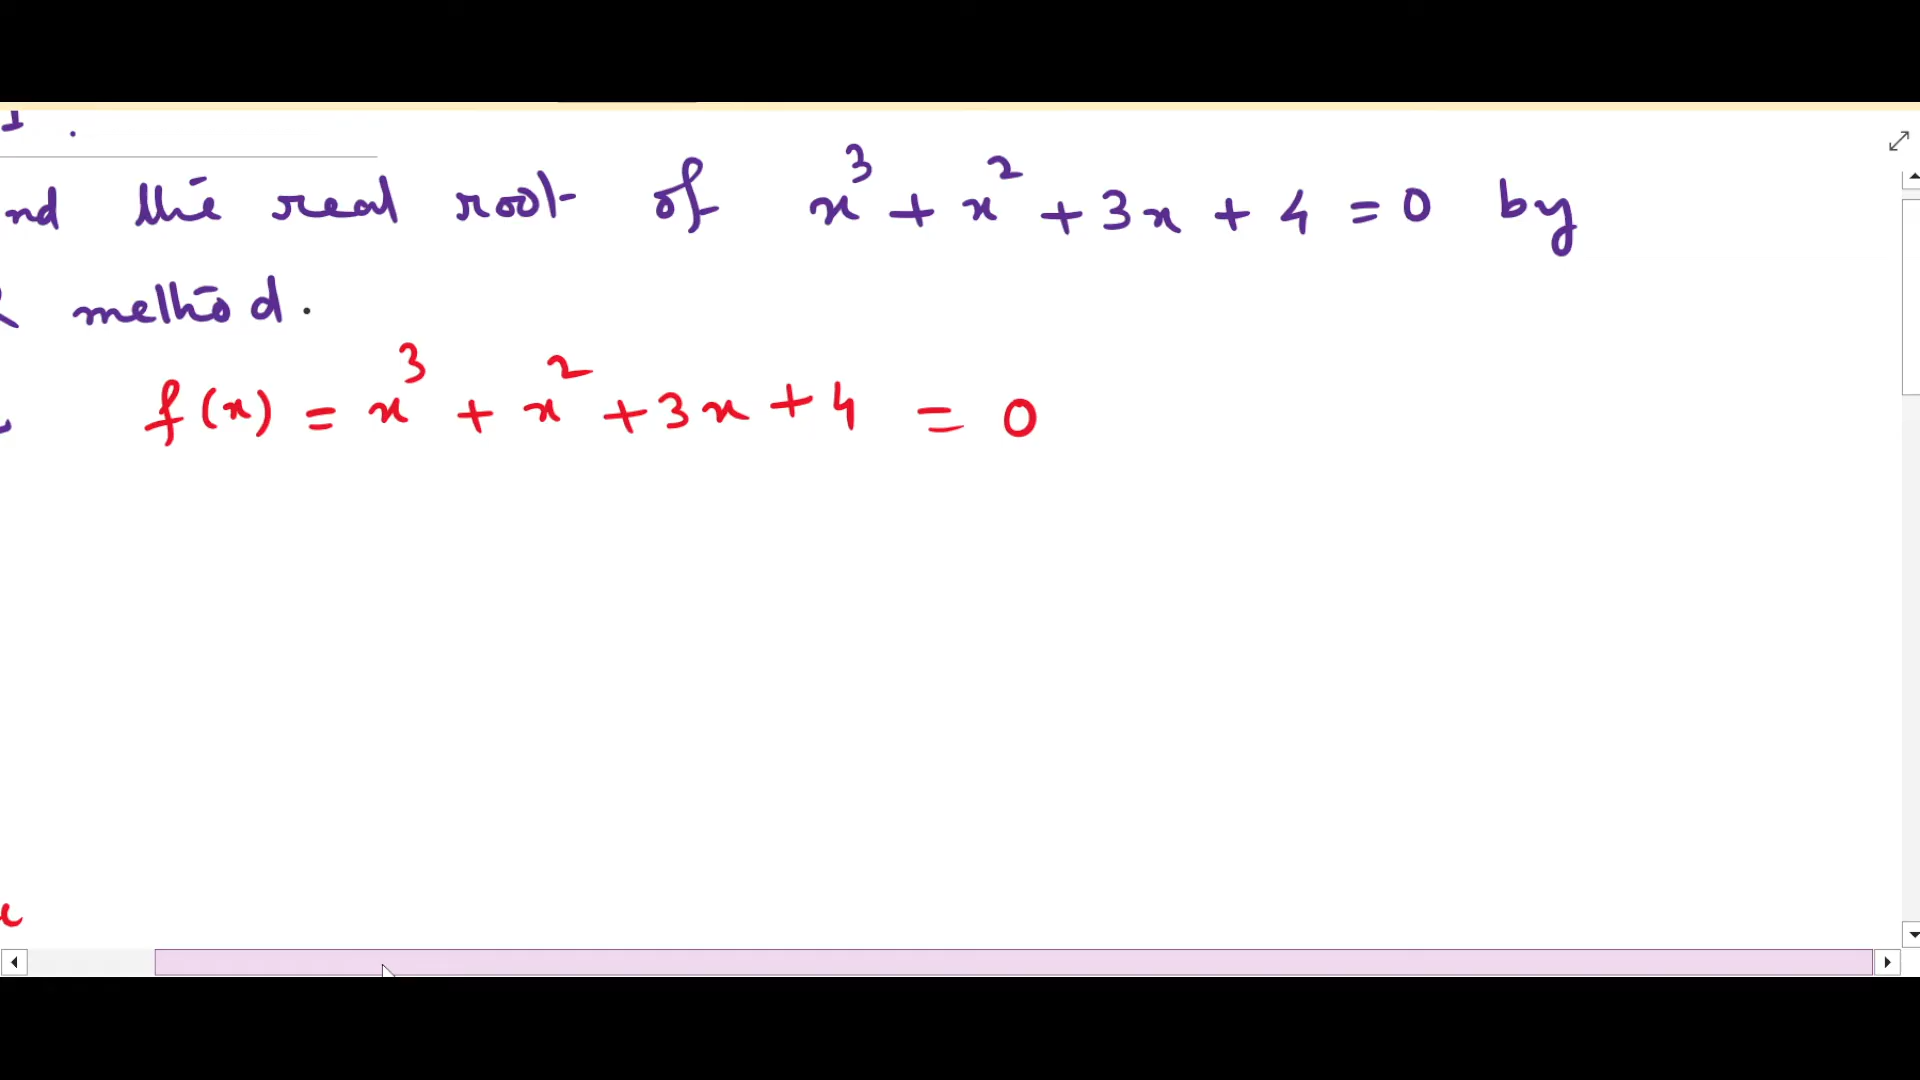 nd the real root of x³ + x² + 3x + 4 = 0 by
method.
f(x) = x³ + x² + 3x + 4 = 0
x